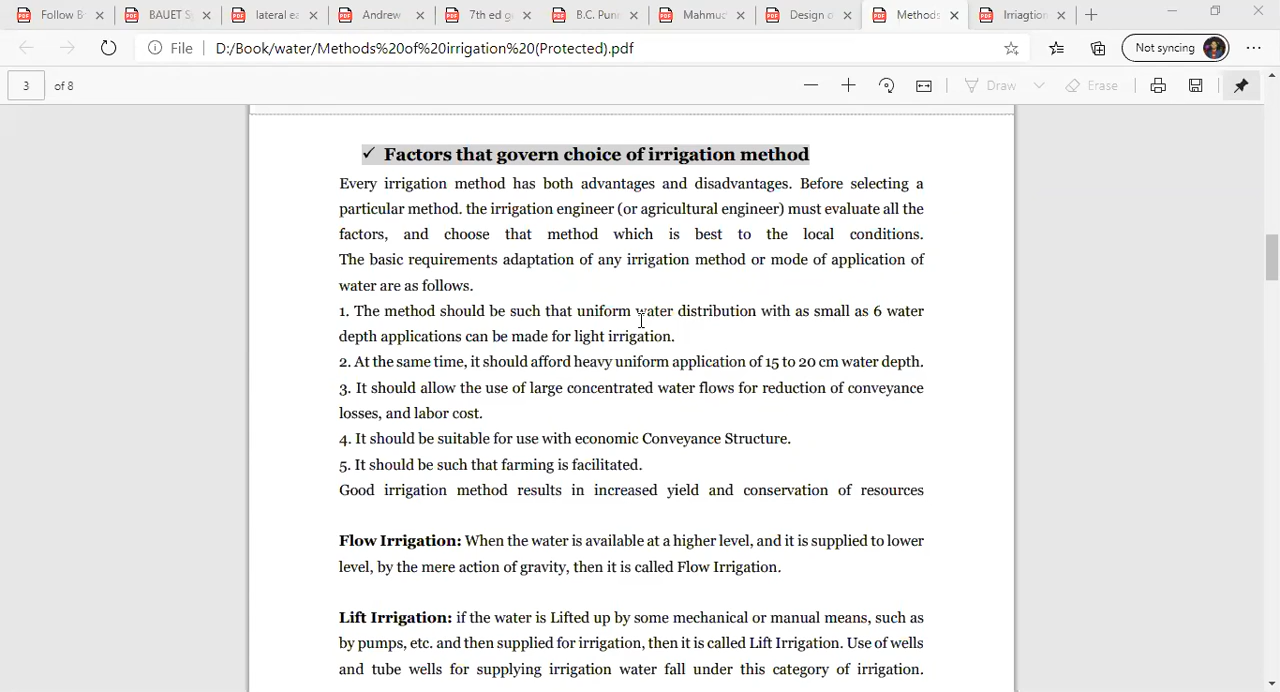 Follow B
BAUET S
lateral ea
Andrew
7th ed g
B.C. Pun
Mahmud
Design o
Methods
Irriagtion
File | D:/Book/water/Methods%20of%20irrigation%20(Protected).pdf
Not syncing
3 of 8
Draw
Erase
✓ Factors that govern choice of irrigation method
Every irrigation method has both advantages and disadvantages. Before selecting a
particular method. the irrigation engineer (or agricultural engineer) must evaluate all the
factors, and choose that method which is best to the local conditions.
The basic requirements adaptation of any irrigation method or mode of application of
water are as follows.
1. The method should be such that uniform water distribution with as small as 6 water
depth applications can be made for light irrigation.
2. At the same time, it should afford heavy uniform application of 15 to 20 cm water depth.
3. It should allow the use of large concentrated water flows for reduction of conveyance
losses, and labor cost.
4. It should be suitable for use with economic Conveyance Structure.
5. It should be such that farming is facilitated.
Good irrigation method results in increased yield and conservation of resources
Flow Irrigation: When the water is available at a higher level, and it is supplied to lower
level, by the mere action of gravity, then it is called Flow Irrigation.
Lift Irrigation: if the water is Lifted up by some mechanical or manual means, such as
by pumps, etc. and then supplied for irrigation, then it is called Lift Irrigation. Use of wells
and tube wells for supplying irrigation water fall under this category of irrigation.